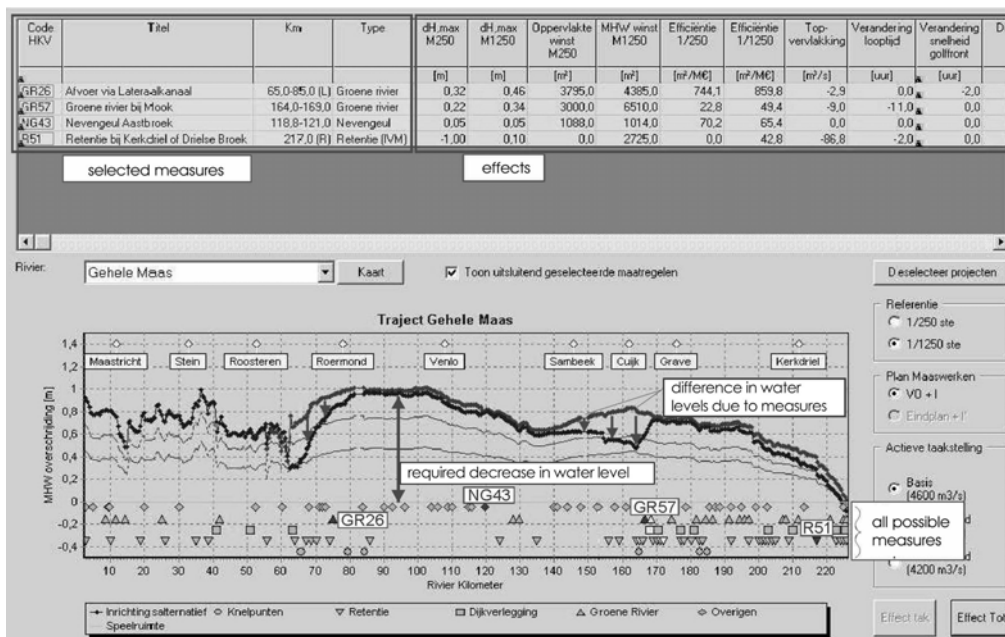 Code HKV Titel Km Type dH,max M250 dH,max M1250 Oppervlakte winst M250 MHW winst M1250 Efficiëntie 1/250 Efficiëntie 1/1250 Top-vervlakking Verandering looptijd Verandering snelheid golffront D
[m] [m] [m²] [m²] [m²/M€] [m²/M€] [m³/s] [uur] [uur]
GR26 Afvoer via Lateraalkanaal 65,0-85,0 (L) Groene rivier 0,32 0,46 3795,0 4385,0 744,1 859,8 -2,9 0,0 -2,0
GR57 Groene rivier bij Mook 164,0-169,0 Groene rivier 0,22 0,34 3000,0 6510,0 22,8 49,4 -9,0 -11,0 0,0
NG43 Nevengeul Aastbroek 118,8-121,0 Nevengeul 0,05 0,05 1088,0 1014,0 70,2 65,4 0,0 0,0 0,0
R51 Retentie bij Kerkdriel of Drielse Broek 217,0 (R) Retentie (IVM) -1,00 0,10 0,0 2725,0 0,0 42,8 -86,8 -2,0 0,0
selected measures
effects
Rivier:
Gehele Maas
Kaart
Toon uitsluitend geselecteerde maatregelen
Deselecteer projecten
Traject Gehele Maas
Referentie
1/250 ste
1/1250 ste
Plan Maaswerken
V0 + I
Eindplan + I'
Actieve taakstelling
Basis
(4600 m3/s)
(4200 m3/s)
MHW overschrijding [m]
1,4
1,2
1
0,8
0,6
0,4
0,2
0
-0,2
-0,4
Maastricht Stein Roosteren Roermond Venlo Sambeek Cuijk Grave Kerkdriel
difference in water
levels due to measures
required decrease in water level
NG43
GR26
GR57
R51
all possible
measures
10 20 30 40 50 60 70 80 90 100 110 120 130 140 150 160 170 180 190 200 210 220
Rivier Kilometer
Inrichting salternatief Knelpunten Retentie Dijkverlegging Groene Rivier Overigen
Speelruimte
Effect tak
Effect Tot